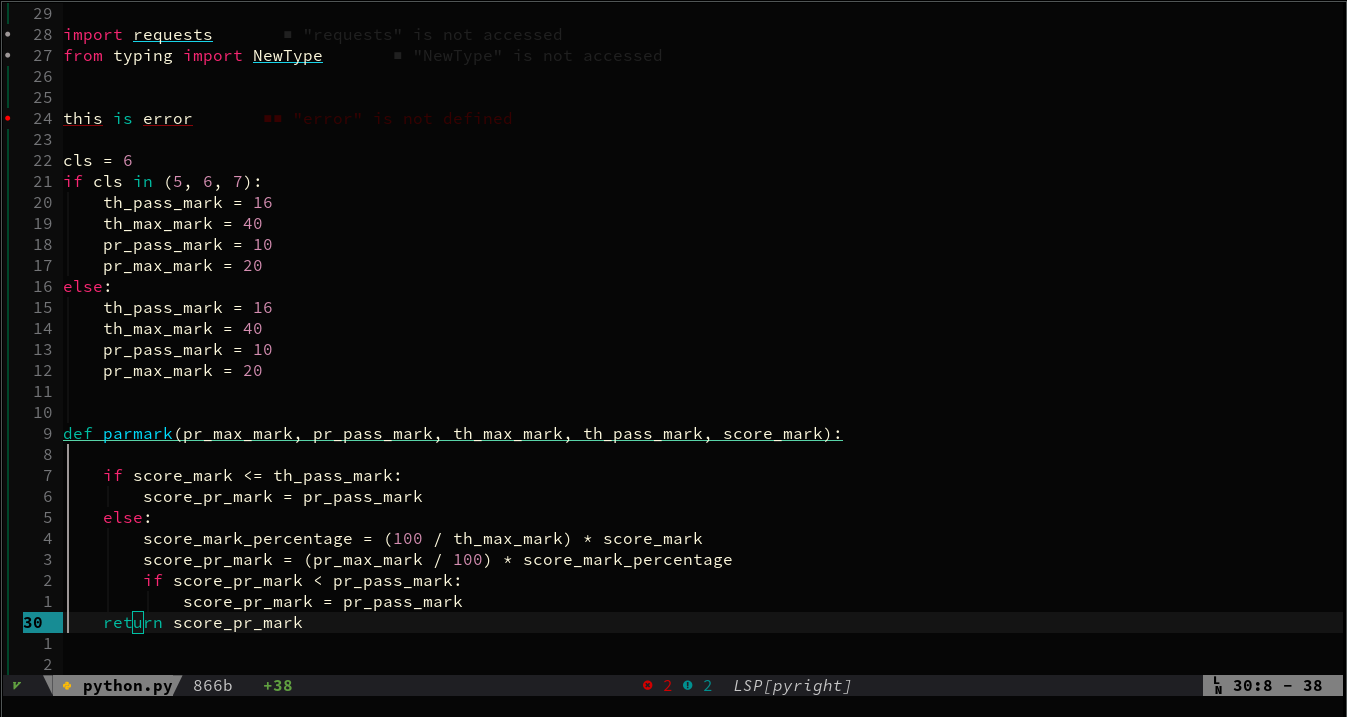 29
28 import requests ■ "requests" is not accessed
27 from typing import NewType ■ "NewType" is not accessed
26
25
24 this is error ■■ "error" is not defined
23
22 cls = 6
21 if cls in (5, 6, 7):
20     th_pass_mark = 16
19     th_max_mark = 40
18     pr_pass_mark = 10
17     pr_max_mark = 20
16 else:
15     th_pass_mark = 16
14     th_max_mark = 40
13     pr_pass_mark = 10
12     pr_max_mark = 20
11
10
9 def parmark(pr_max_mark, pr_pass_mark, th_max_mark, th_pass_mark, score_mark):
8
7     if score_mark <= th_pass_mark:
6         score_pr_mark = pr_pass_mark
5     else:
4         score_mark_percentage = (100 / th_max_mark) * score_mark
3         score_pr_mark = (pr_max_mark / 100) * score_mark_percentage
2         if score_pr_mark < pr_pass_mark:
1             score_pr_mark = pr_pass_mark
30     return score_pr_mark
1
2
python.py 866b +38 2 2 LSP[pyright] LN 30:8 - 38